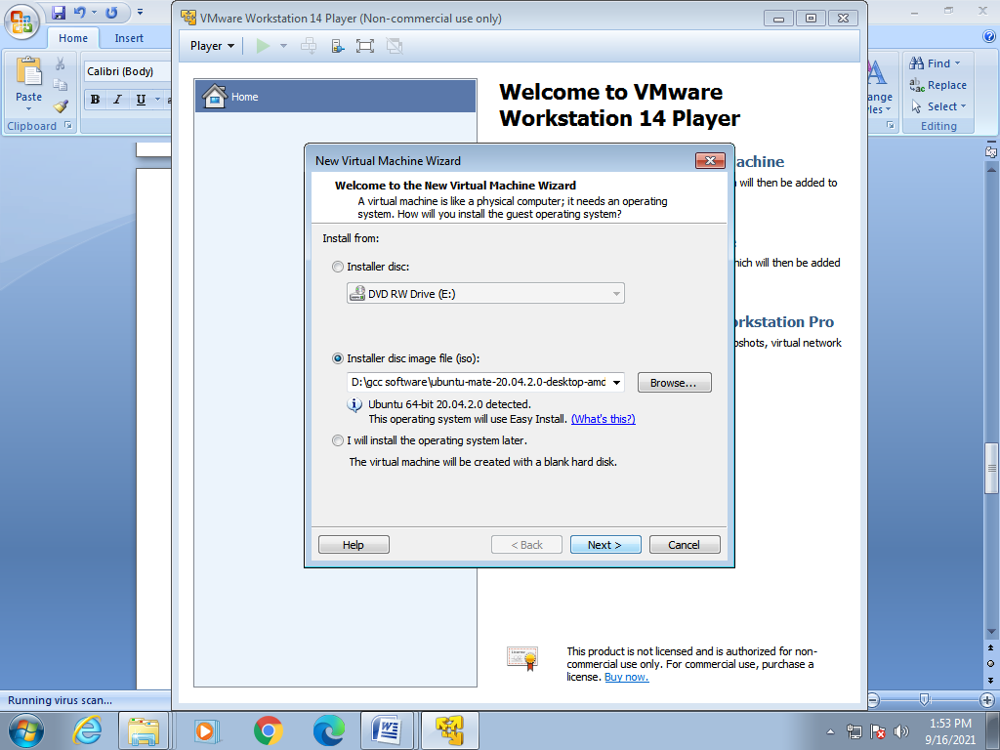 VMware Workstation 14 Player (Non-commercial use only)
Home
Insert
Player
Calibri (Body)
Paste
B I U
Clipboard
Find
Replace
Select
Editing
Home
Welcome to VMware
Workstation 14 Player
New Virtual Machine Wizard
Welcome to the New Virtual Machine Wizard
A virtual machine is like a physical computer; it needs an operating
system. How will you install the guest operating system?
Install from:
Installer disc:
DVD RW Drive (E:)
Installer disc image file (iso):
D:\gcc software\ubuntu-mate-20.04.2.0-desktop-amd
Browse...
Ubuntu 64-bit 20.04.2.0 detected.
This operating system will use Easy Install. (What's this?)
I will install the operating system later.
The virtual machine will be created with a blank hard disk.
Help
< Back
Next >
Cancel
achine
will then be added to
hich will then be added
rkstation Pro
pshots, virtual network
This product is not licensed and is authorized for non-
commercial use only. For commercial use, purchase a
license. Buy now.
Running virus scan...
1:53 PM
9/16/2021